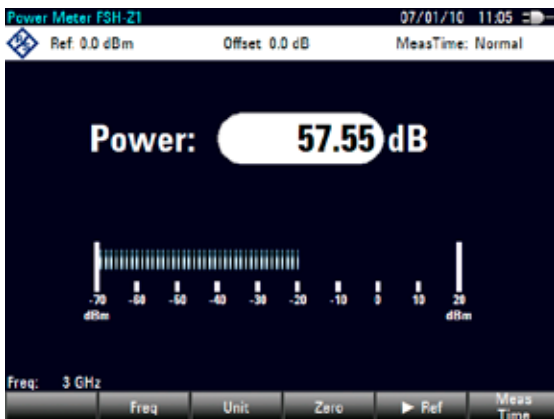 Power Meter FSH-Z1 07/01/10 11:05
Ref: 0.0 dBm Offset: 0.0 dB MeasTime: Normal
Power: 57.55 dB
-70 -60 -50 -40 -30 -20 -10 0 10 20
dBm dBm
Freq: 3 GHz
Freq Unit Zero ▶ Ref Meas Time